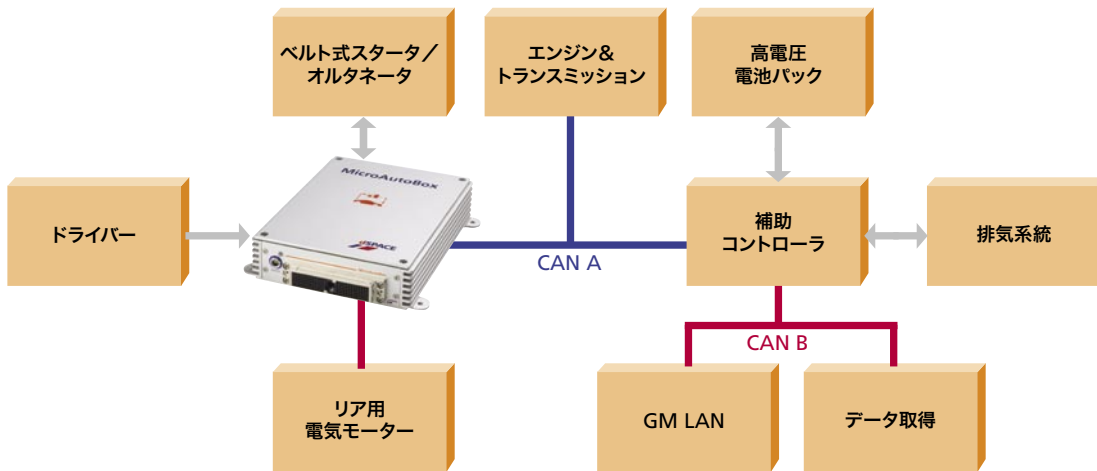 ベルト式スタータ／
オルタネータ
エンジン＆
トランスミッション
高電圧
電池パック
ドライバー
MicroAutoBox
dSPACE
CAN A
補助
コントローラ
排気系統
CAN B
リア用
電気モーター
GM LAN
データ取得